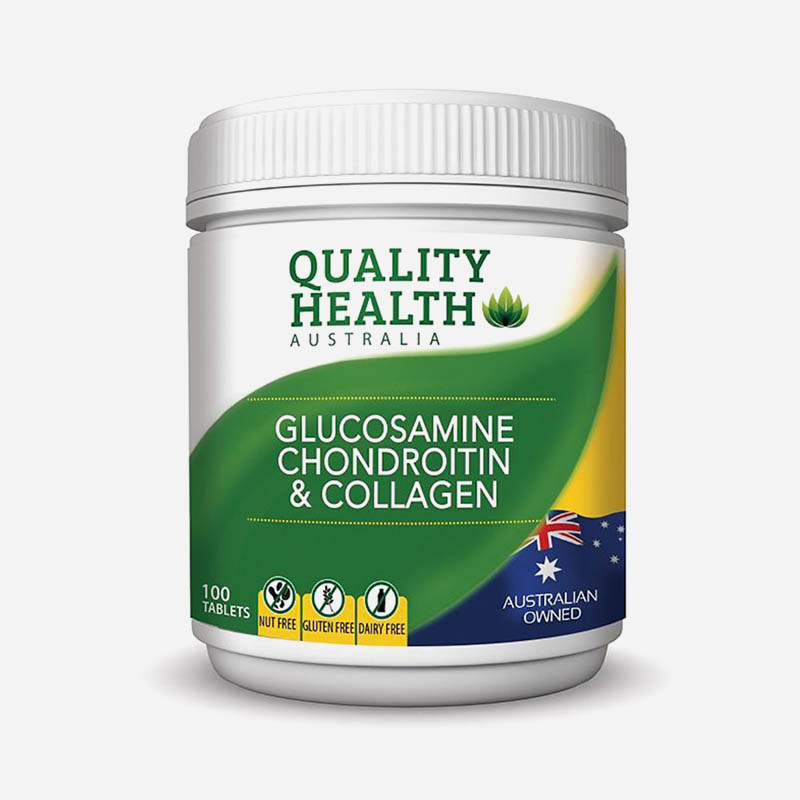 QUALITY
HEALTH
AUSTRALIA
GLUCOSAMINE
CHONDROITIN
& COLLAGEN
100
TABLETS
NUT FREE
GLUTEN FREE
DAIRY FREE
AUSTRALIAN
OWNED